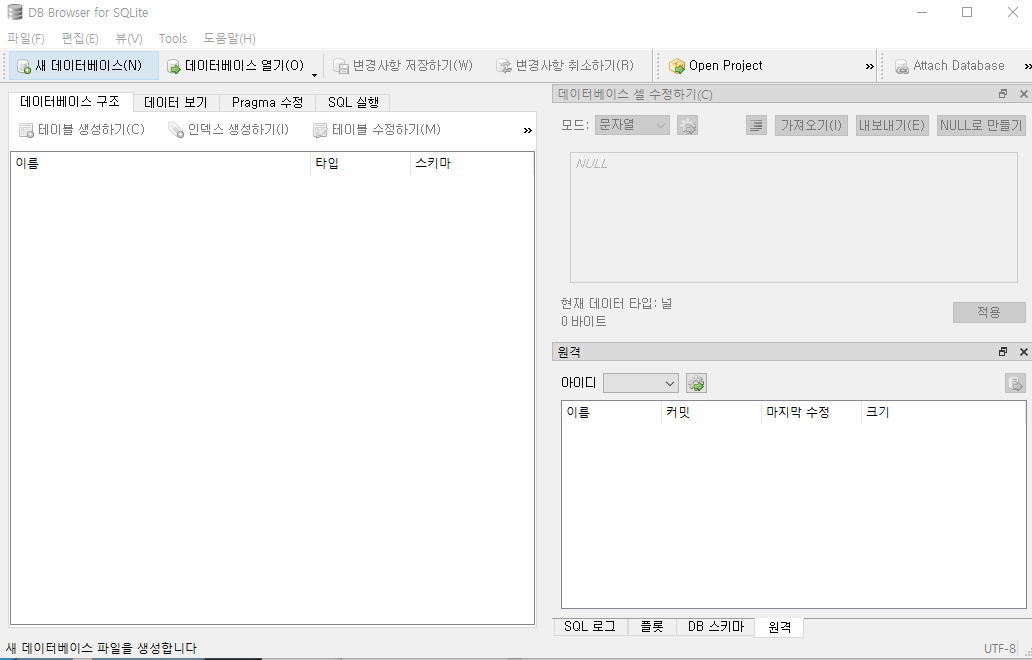 DB Browser for SQLite
파일(F) 편집(E) 뷰(V) Tools 도움말(H)
새 데이터베이스(N) 데이터베이스 열기(O) 변경사항 저장하기(W) 변경사항 취소하기(R) Open Project » Attach Database »
데이터베이스 구조 데이터 보기 Pragma 수정 SQL 실행
테이블 생성하기(C) 인덱스 생성하기(I) 테이블 수정하기(M) »
이름 타입 스키마
데이터베이스 셀 수정하기(C)
모드: 문자열 가져오기(I) 내보내기(E) NULL로 만들기
NULL
현재 데이터 타입: 널
0 바이트
적용
원격
아이디
이름 커밋 마지막 수정 크기
SQL 로그 플롯 DB 스키마 원격
새 데이터베이스 파일을 생성합니다
UTF-8